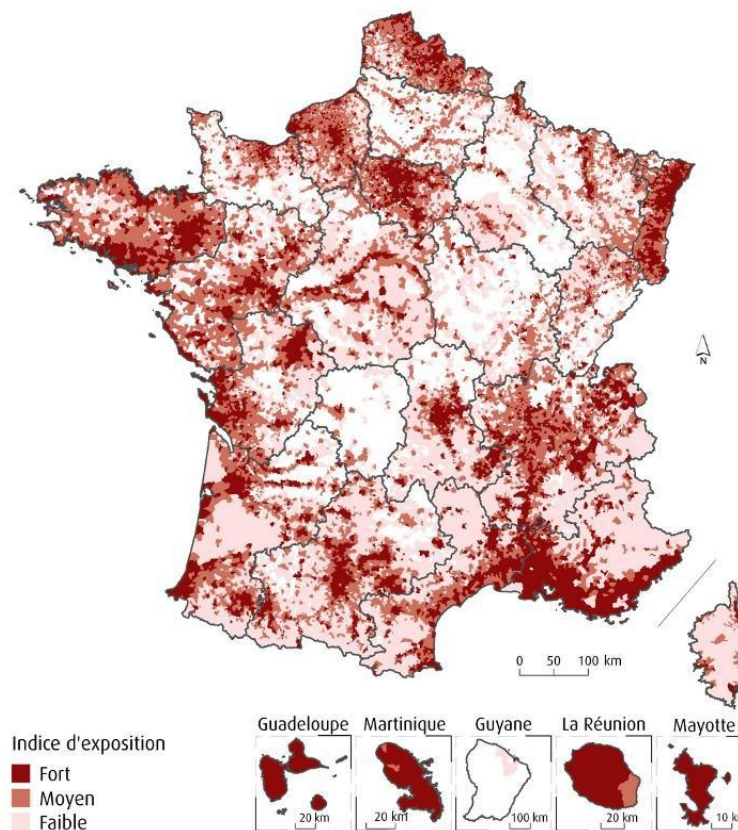 N
0 50 100 km
Indice d'exposition
Fort
Moyen
Faible
Guadeloupe
20 km
Martinique
20 km
Guyane
100 km
La Réunion
20 km
Mayotte
10 k